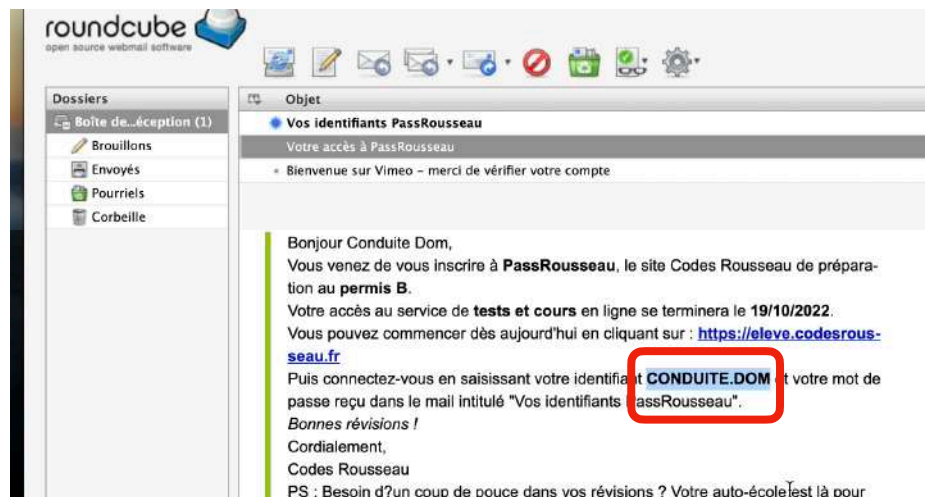 roundcube
open source webmail software
Dossiers
Objet
Boîte de...éception (1)
Vos identifiants PassRousseau
Brouillons
Votre accès à PassRousseau
Envoyés
Bienvenue sur Vimeo – merci de vérifier votre compte
Pourriels
Corbeille
Bonjour Conduite Dom,
Vous venez de vous inscrire à PassRousseau, le site Codes Rousseau de prépara-
tion au permis B.
Votre accès au service de tests et cours en ligne se terminera le 19/10/2022.
Vous pouvez commencer dès aujourd'hui en cliquant sur : https://eleve.codesrous-
seau.fr
Puis connectez-vous en saisissant votre identifiant CONDUITE.DOM et votre mot de
passe reçu dans le mail intitulé "Vos identifiants PassRousseau".
Bonnes révisions !
Cordialement,
Codes Rousseau
PS : Besoin d?un coup de pouce dans vos révisions ? Votre auto-école est là pour